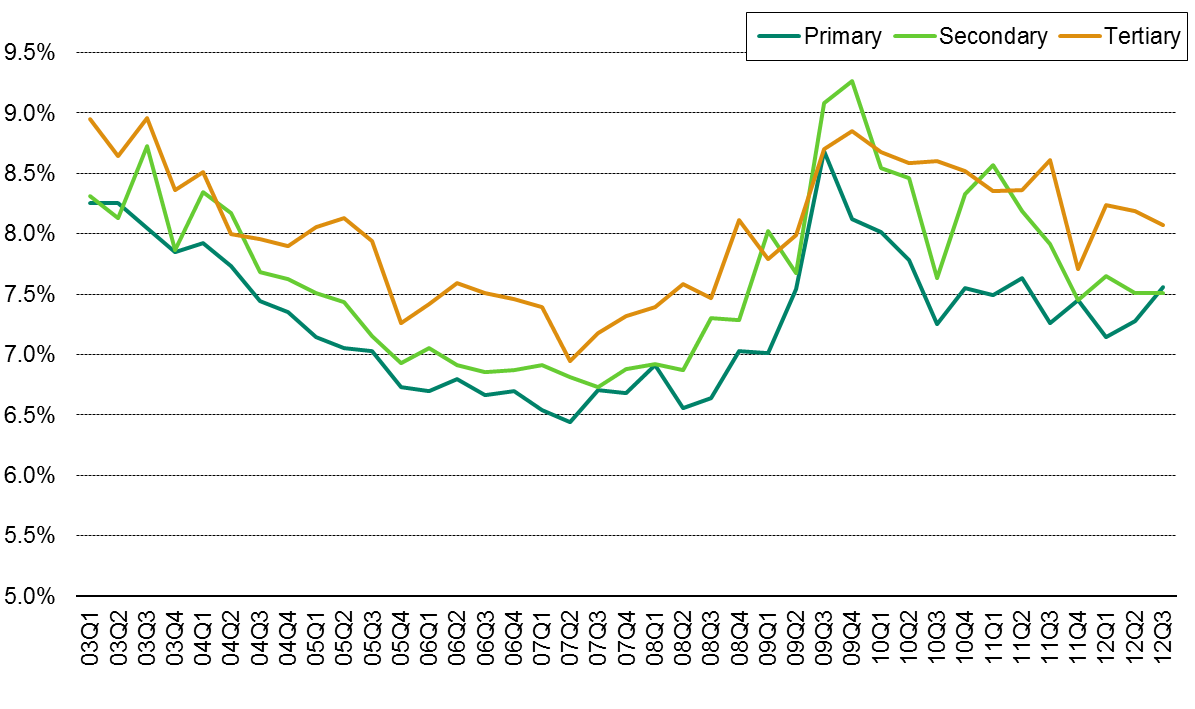 Primary Secondary Tertiary
9.5%
9.0%
8.5%
8.0%
7.5%
7.0%
6.5%
6.0%
5.5%
5.0%
03Q1
03Q2
03Q3
03Q4
04Q1
04Q2
04Q3
04Q4
05Q1
05Q2
05Q3
05Q4
06Q1
06Q2
06Q3
06Q4
07Q1
07Q2
07Q3
07Q4
08Q1
08Q2
08Q3
08Q4
09Q1
09Q2
09Q3
09Q4
10Q1
10Q2
10Q3
10Q4
11Q1
11Q2
11Q3
11Q4
12Q1
12Q2
12Q3